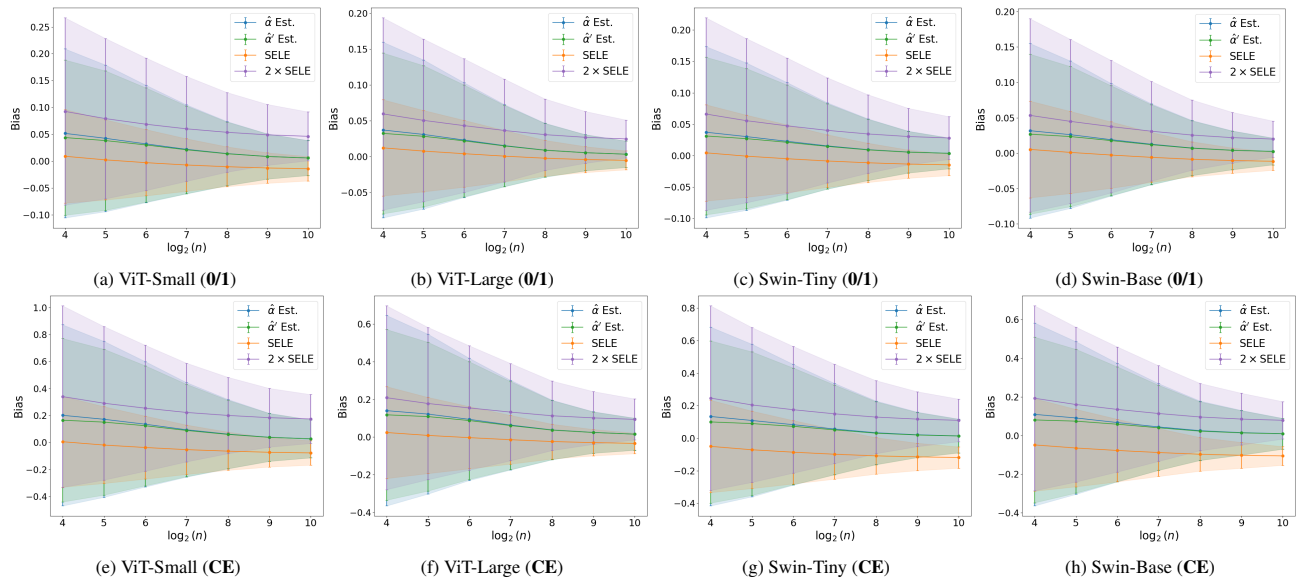 0.25
0.20
0.15
0.10
0.05
0.00
−0.05
−0.10
Bias
4 5 6 7 8 9 10
log₂ (n)
α̂ Est.
α̂′ Est.
SELE
2 × SELE
(a) ViT-Small (0/1)
0.20
0.15
0.10
0.05
0.00
−0.05
Bias
4 5 6 7 8 9 10
log₂ (n)
α̂ Est.
α̂′ Est.
SELE
2 × SELE
(b) ViT-Large (0/1)
0.20
0.15
0.10
0.05
0.00
−0.05
−0.10
Bias
4 5 6 7 8 9 10
log₂ (n)
α̂ Est.
α̂′ Est.
SELE
2 × SELE
(c) Swin-Tiny (0/1)
0.20
0.15
0.10
0.05
0.00
−0.05
−0.10
Bias
4 5 6 7 8 9 10
log₂ (n)
α̂ Est.
α̂′ Est.
SELE
2 × SELE
(d) Swin-Base (0/1)
1.0
0.8
0.6
0.4
0.2
0.0
−0.2
−0.4
Bias
4 5 6 7 8 9 10
log₂ (n)
α̂ Est.
α̂′ Est.
SELE
2 × SELE
(e) ViT-Small (CE)
0.6
0.4
0.2
0.0
−0.2
−0.4
Bias
4 5 6 7 8 9 10
log₂ (n)
α̂ Est.
α̂′ Est.
SELE
2 × SELE
(f) ViT-Large (CE)
0.8
0.6
0.4
0.2
0.0
−0.2
−0.4
Bias
4 5 6 7 8 9 10
log₂ (n)
α̂ Est.
α̂′ Est.
SELE
2 × SELE
(g) Swin-Tiny (CE)
0.6
0.4
0.2
0.0
−0.2
−0.4
Bias
4 5 6 7 8 9 10
log₂ (n)
α̂ Est.
α̂′ Est.
SELE
2 × SELE
(h) Swin-Base (CE)